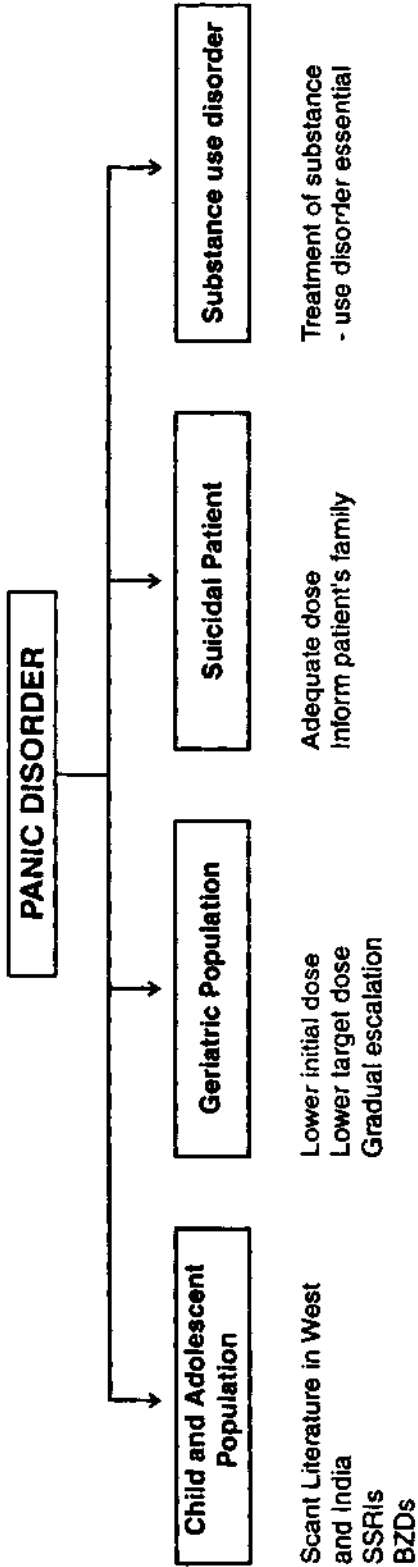 PANIC DISORDER
Child and Adolescent
Population
Scant Literature in West
and India
SSRIs
BZDs
Geriatric Population
Lower initial dose
Lower target dose
Gradual escalation
Suicidal Patient
Adequate dose
Inform patient's family
Substance use disorder
Treatment of substance
- use disorder essential